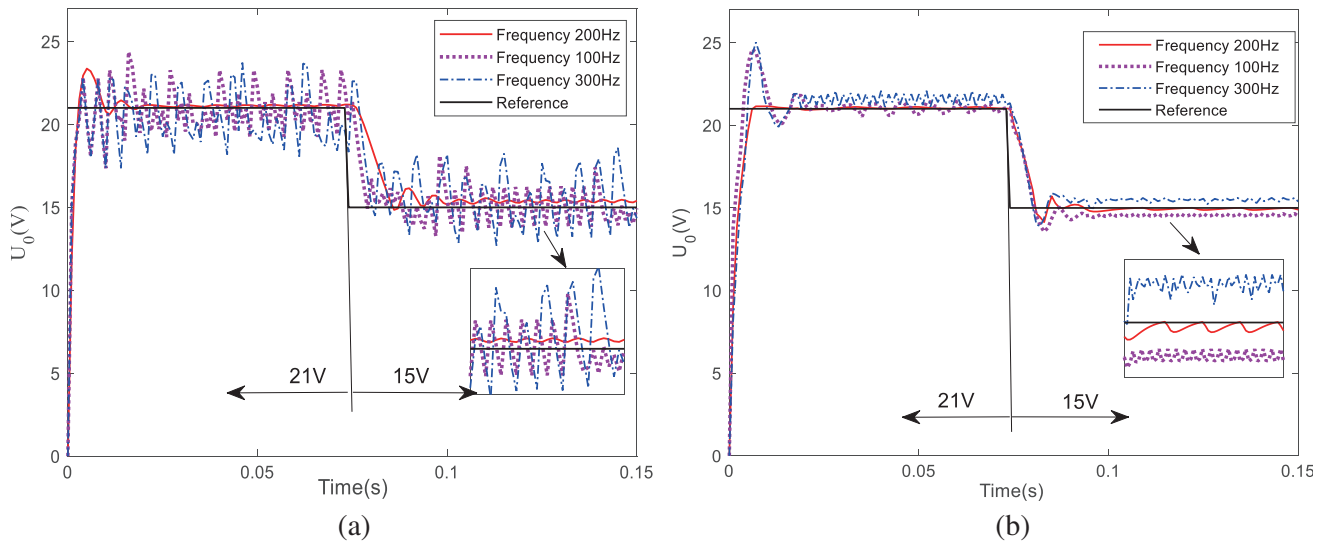 25
20
15
10
5
0
U0(V)
Frequency 200Hz
Frequency 100Hz
Frequency 300Hz
Reference
21V
15V
0
0.05
0.1
0.15
Time(s)
(a)
25
20
15
10
5
0
U0(V)
Frequency 200Hz
Frequency 100Hz
Frequency 300Hz
Reference
21V
15V
0
0.05
0.1
0.15
Time(s)
(b)